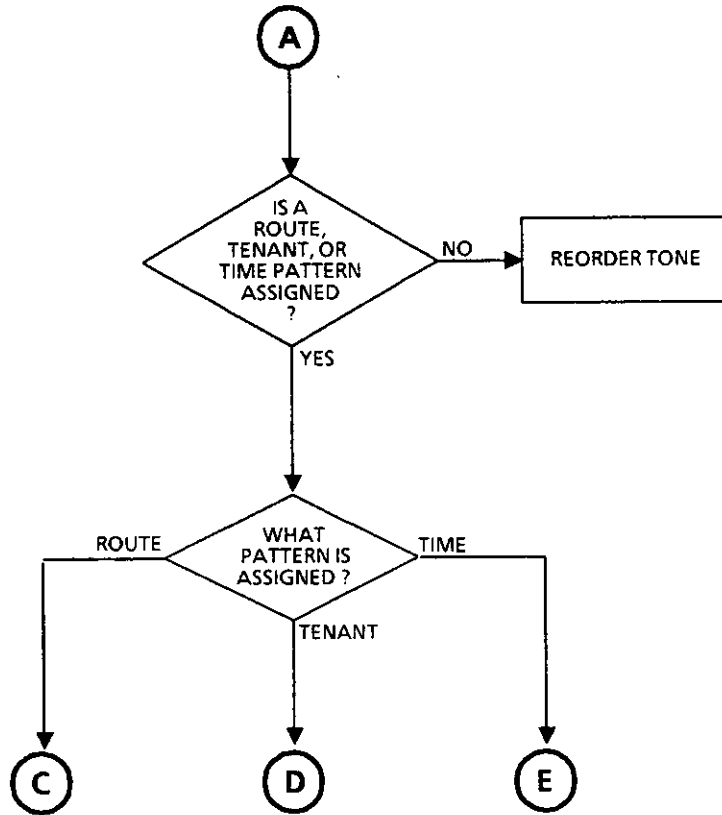 A
IS A
ROUTE,
TENANT, OR
TIME PATTERN
ASSIGNED
?
NO
REORDER TONE
YES
WHAT
PATTERN IS
ASSIGNED ?
ROUTE
TIME
TENANT
C
D
E